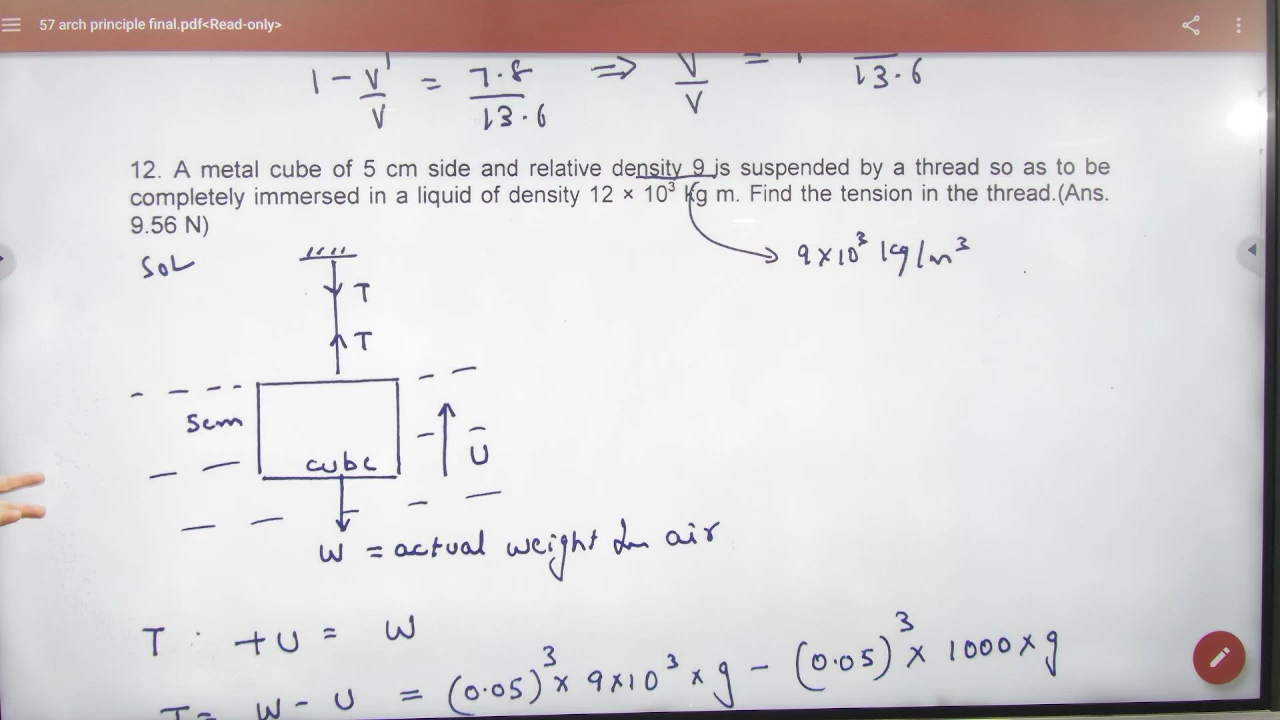 57 arch principle final.pdf<Read-only>
1 - V' / V = 7.8 / 13.6 ⇒ V / V = 1 13.6
12. A metal cube of 5 cm side and relative density 9 is suspended by a thread so as to be
completely immersed in a liquid of density 12 × 10³ Kg m. Find the tension in the thread.(Ans.
9.56 N)
9×10³ kg/m³
Sol
T
T
5cm
cube
U
W = actual weight In air
T +U = W
T= W - U = (0.05)³ × 9×10³ × g - (0.05)³ × 1000 × g